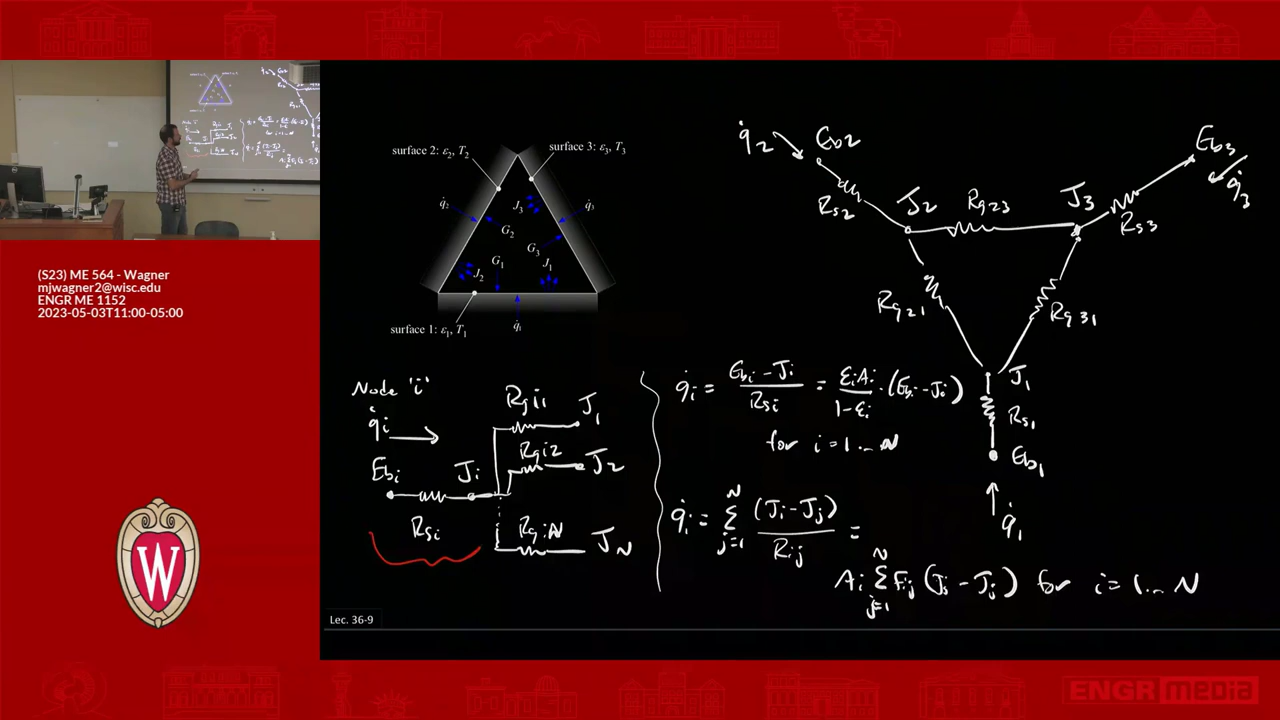 (S23) ME 564 - Wagner
mjwagner2@wisc.edu
ENGR ME 1152
2023-05-03T11:00-05:00
W
surface 2: ε₂, T₂
surface 3: ε₃, T₃
q̇₂
J₃
q̇₃
G₂
G₃
G₁
J₁
J₂
surface 1: ε₁, T₁
q̇₁
q̇₂
Eb2
Eb3
q̇₃
Rs2
J₂
Rg23
J₃
Rs3
Rg21
Rg31
J₁
Rs1
Eb1
q̇₁
Node 'i'
q̇i
Ebi
Ji
Rsi
Rgi1
J₁
Rgi2
J₂
RgiN
J_N
q̇i = (Ebi - Ji) / Rsi = εiAi / (1-εi) · (Ebi - Ji)
for i = 1... N
q̇i = Σ_{j=1}^{N} (Ji - Jj) / Rij =
Ai Σ_{j=1}^{N} Fij (Ji - Jj) for i = 1... N
Lec. 36-9
ENGR media